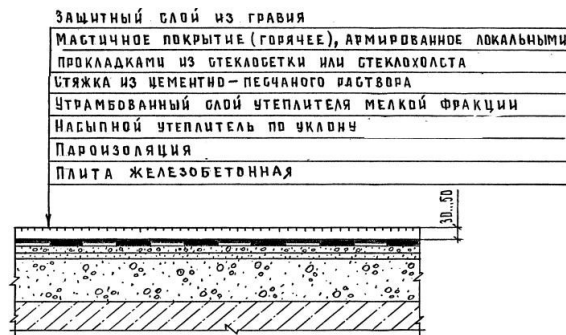 Защитный слой из гравия
Мастичное покрытие (горячее), армированное локальными
прокладками из стеклосетки или стеклохолста
Стяжка из цементно-песчаного раствора
Утрамбованный слой утеплителя мелкой фракции
Насыпной утеплитель по уклону
Пароизоляция
Плита железобетонная
30...50